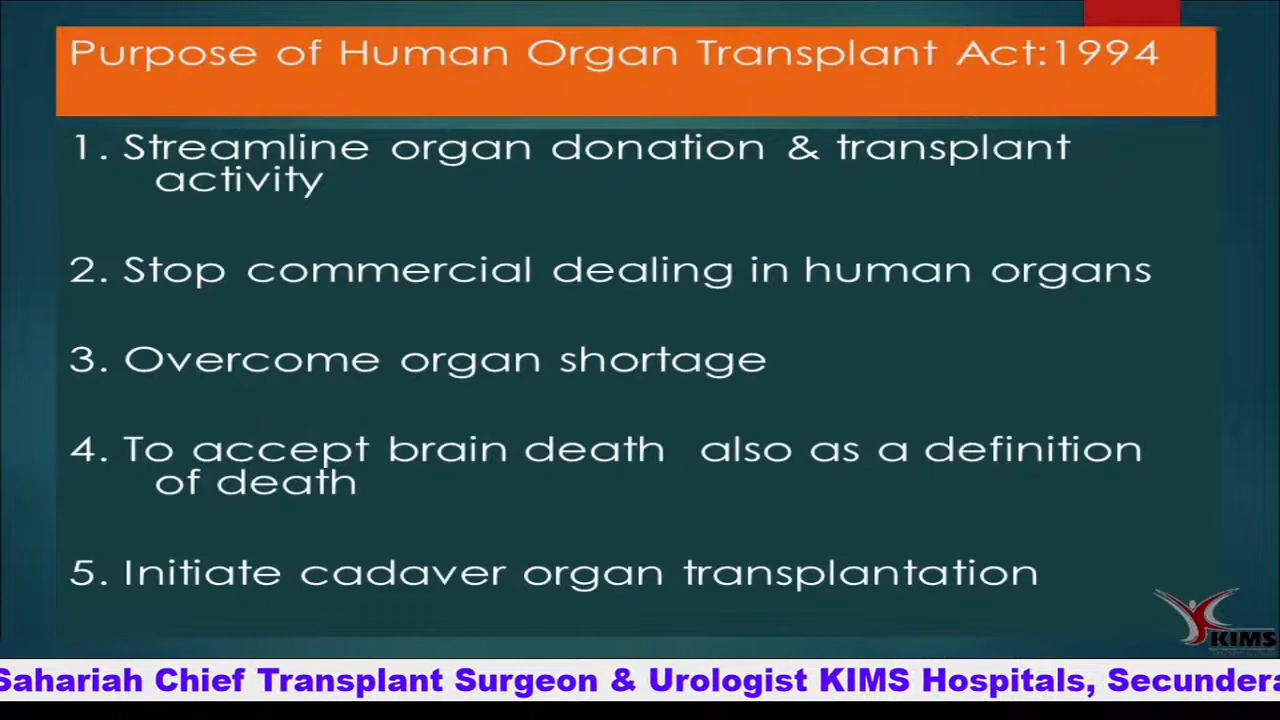 Purpose of Human Organ Transplant Act:1994
1. Streamline organ donation & transplant
activity
2. Stop commercial dealing in human organs
3. Overcome organ shortage
4. To accept brain death also as a definition
of death
5. Initiate cadaver organ transplantation
KIMS
Sahariah Chief Transplant Surgeon & Urologist KIMS Hospitals, Secundera